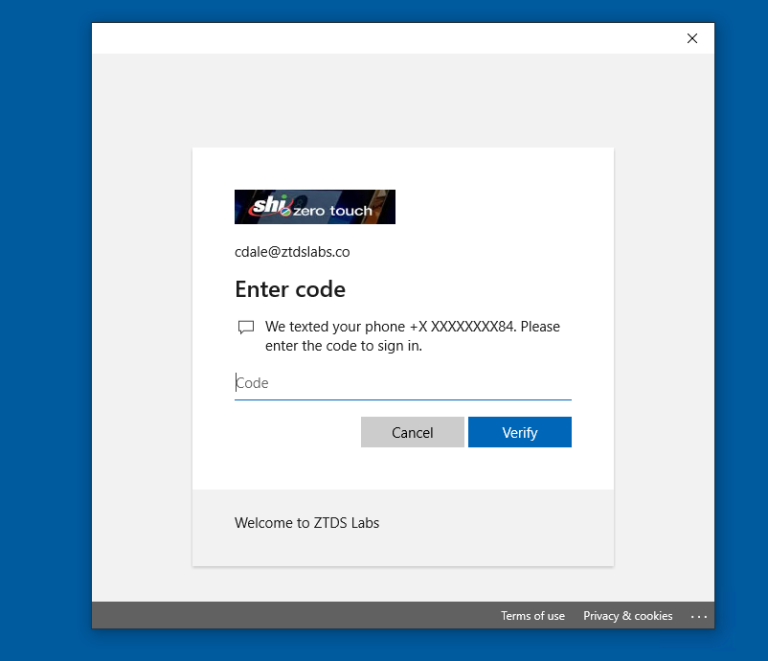 shi zero touch
cdale@ztdslabs.co
Enter code
We texted your phone +X XXXXXXXX84. Please
enter the code to sign in.
Code
Cancel Verify
Welcome to ZTDS Labs
Terms of use Privacy & cookies ...